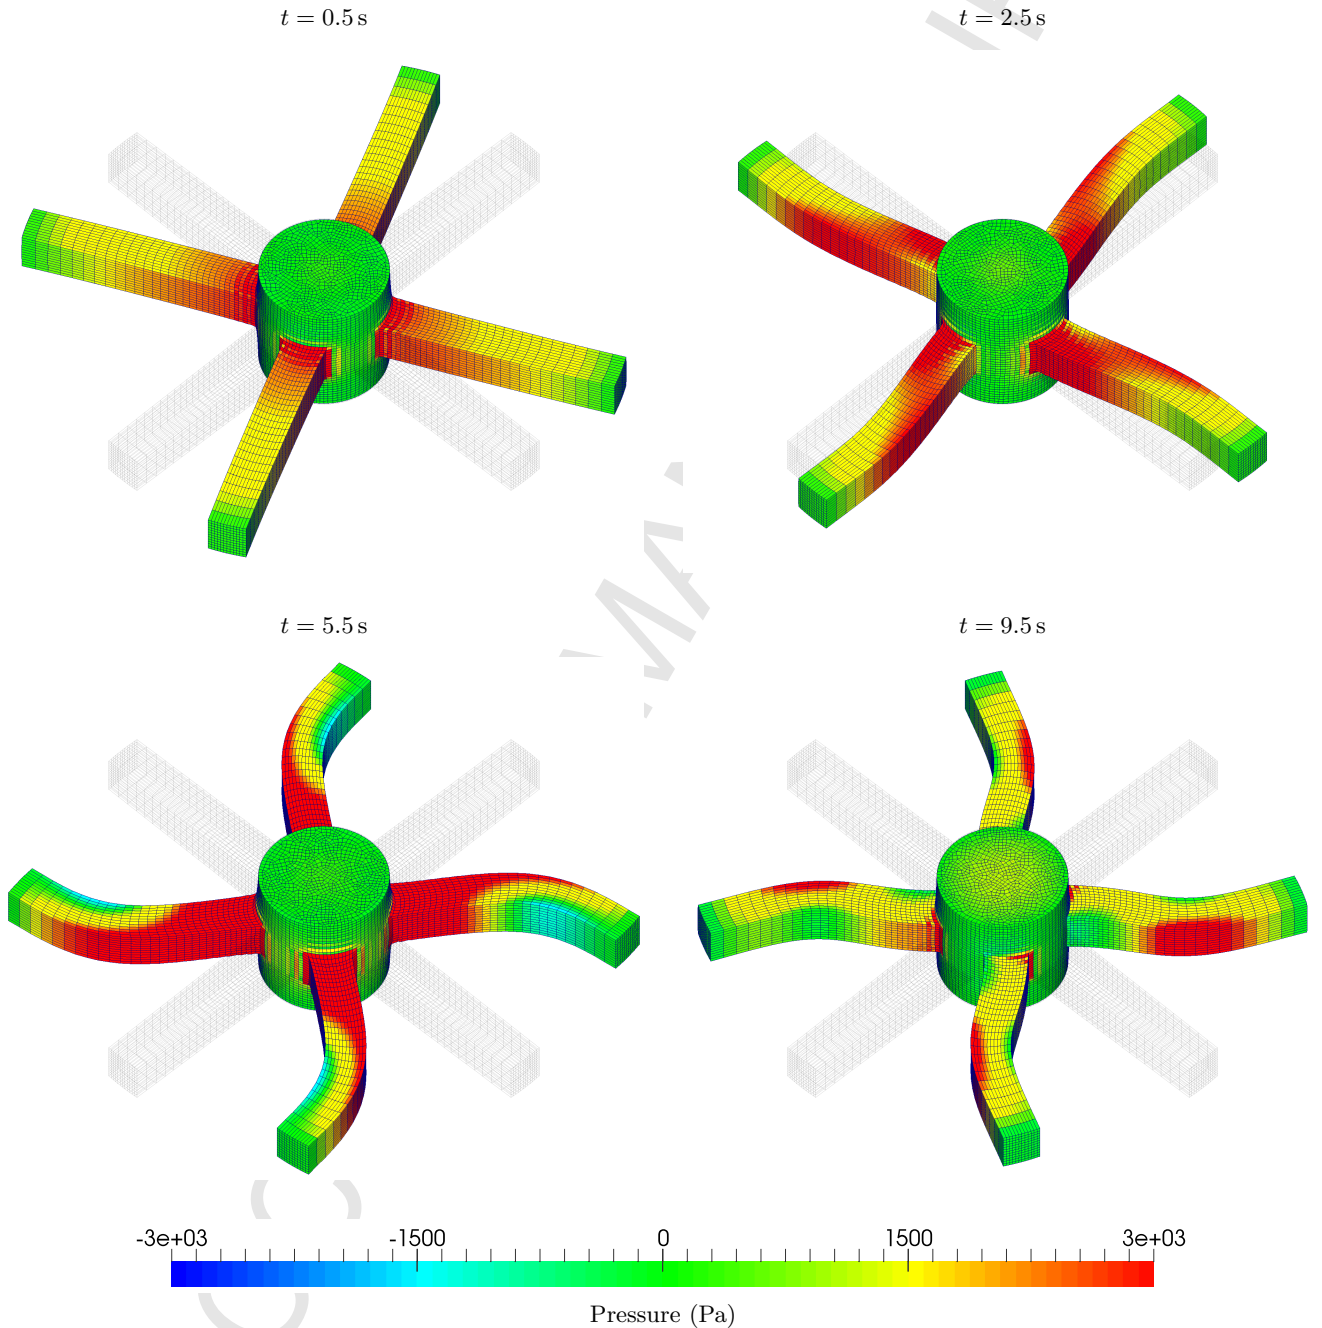 t = 0.5 s
t = 2.5 s
t = 5.5 s
t = 9.5 s
-3e+03 -1500 0 1500 3e+03
Pressure (Pa)